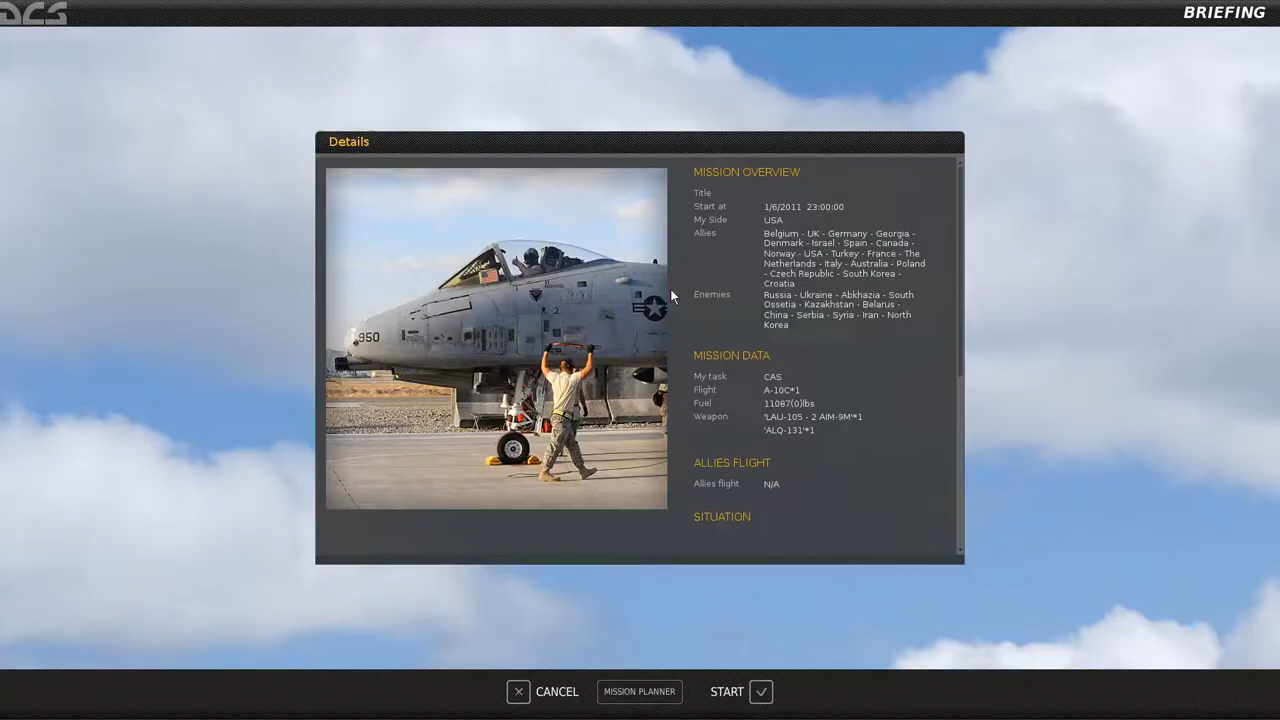 DCS
BRIEFING
Details
MISSION OVERVIEW
Title
Start at 1/6/2011 23:00:00
My Side USA
Allies Belgium - UK - Germany - Georgia -
Denmark - Israel - Spain - Canada -
Norway - USA - Turkey - France - The
Netherlands - Italy - Australia - Poland
- Czech Republic - South Korea -
Croatia
Enemies Russia - Ukraine - Abkhazia - South
Ossetia - Kazakhstan - Belarus -
China - Serbia - Syria - Iran - North
Korea
MISSION DATA
My task CAS
Flight A-10C*1
Fuel 11087(0)lbs
Weapon 'LAU-105 - 2 AIM-9M'*1
'ALQ-131'*1
ALLIES FLIGHT
Allies flight N/A
SITUATION
950
CANCEL
MISSION PLANNER
START